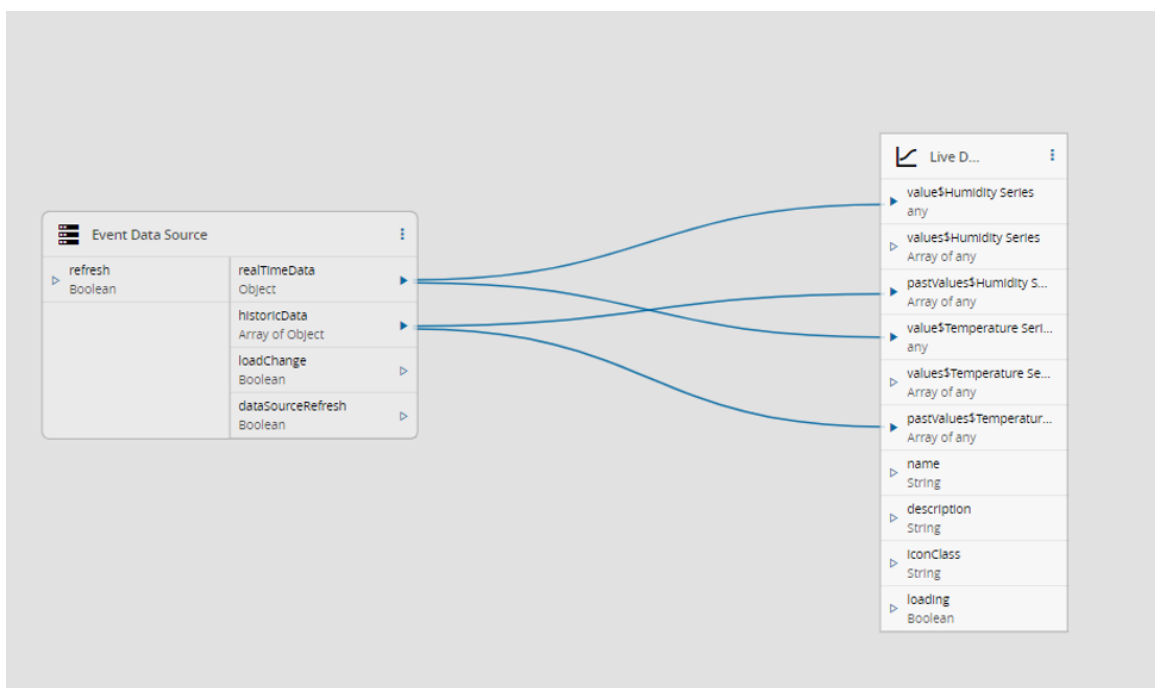 Event Data Source
refresh
Boolean
realTimeData
Object
historicData
Array of Object
loadChange
Boolean
dataSourceRefresh
Boolean
Live D...
value$Humidity Series
any
values$Humidity Series
Array of any
pastValues$Humidity S...
Array of any
value$Temperature Seri...
any
values$Temperature Se...
Array of any
pastValues$Temperatur...
Array of any
name
String
description
String
iconClass
String
loading
Boolean